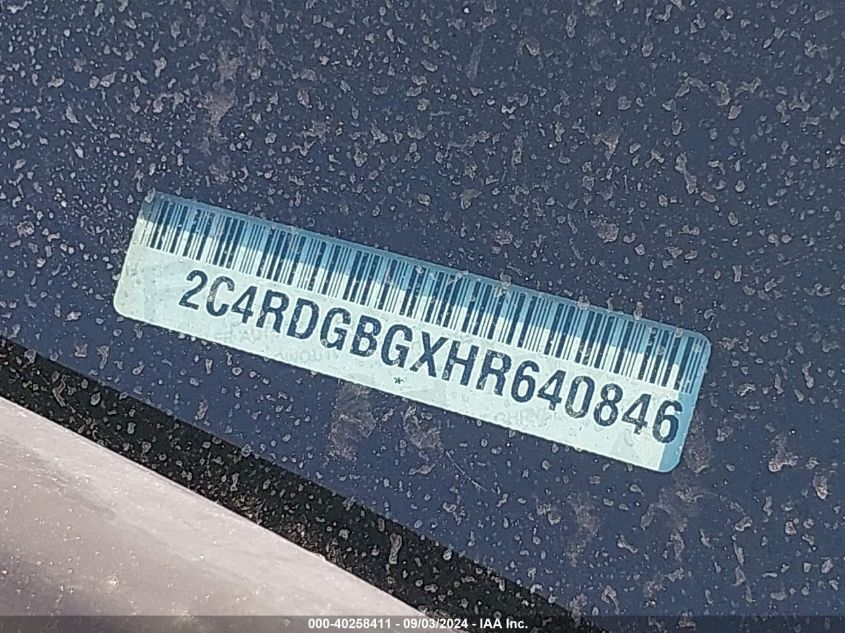 2C4RDGBGXHR640846
*
000-40258411 - 09/03/2024 - IAA Inc.